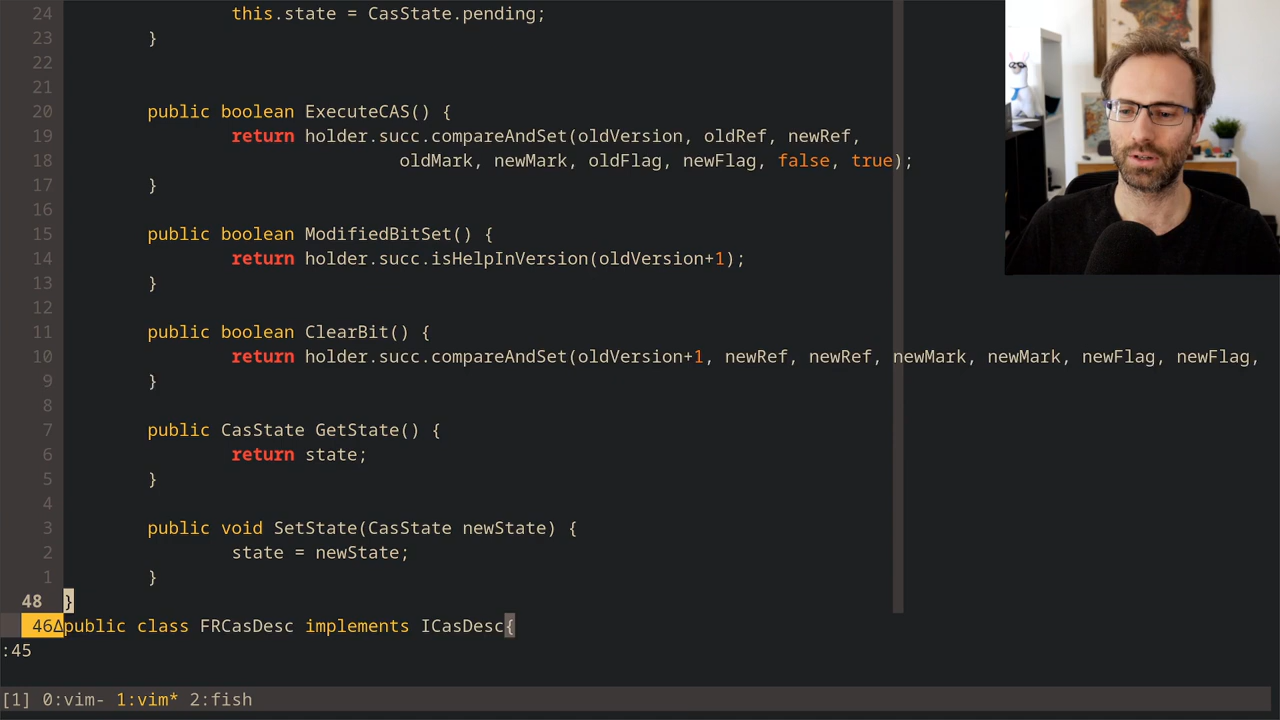 24 this.state = CasState.pending;
23 }
22
21
20 public boolean ExecuteCAS() {
19 return holder.succ.compareAndSet(oldVersion, oldRef, newRef,
18 oldMark, newMark, oldFlag, newFlag, false, true);
17 }
16
15 public boolean ModifiedBitSet() {
14 return holder.succ.isHelpInVersion(oldVersion+1);
13 }
12
11 public boolean ClearBit() {
10 return holder.succ.compareAndSet(oldVersion+1, newRef, newRef, newMark, newMark, newFlag, newFlag,
9 }
8
7 public CasState GetState() {
6 return state;
5 }
4
3 public void SetState(CasState newState) {
2 state = newState;
1 }
48 }
46Δpublic class FRCasDesc implements ICasDesc{
:45
[1] 0:vim- 1:vim* 2:fish